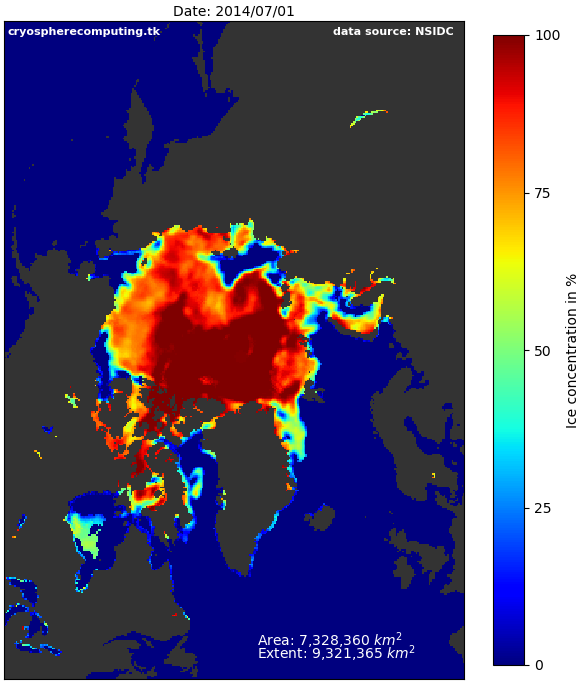 Date: 2014/07/01
cryospherecomputing.tk data source: NSIDC
100
75
50
25
0
Ice concentration in %
Area: 7,328,360 km²
Extent: 9,321,365 km²